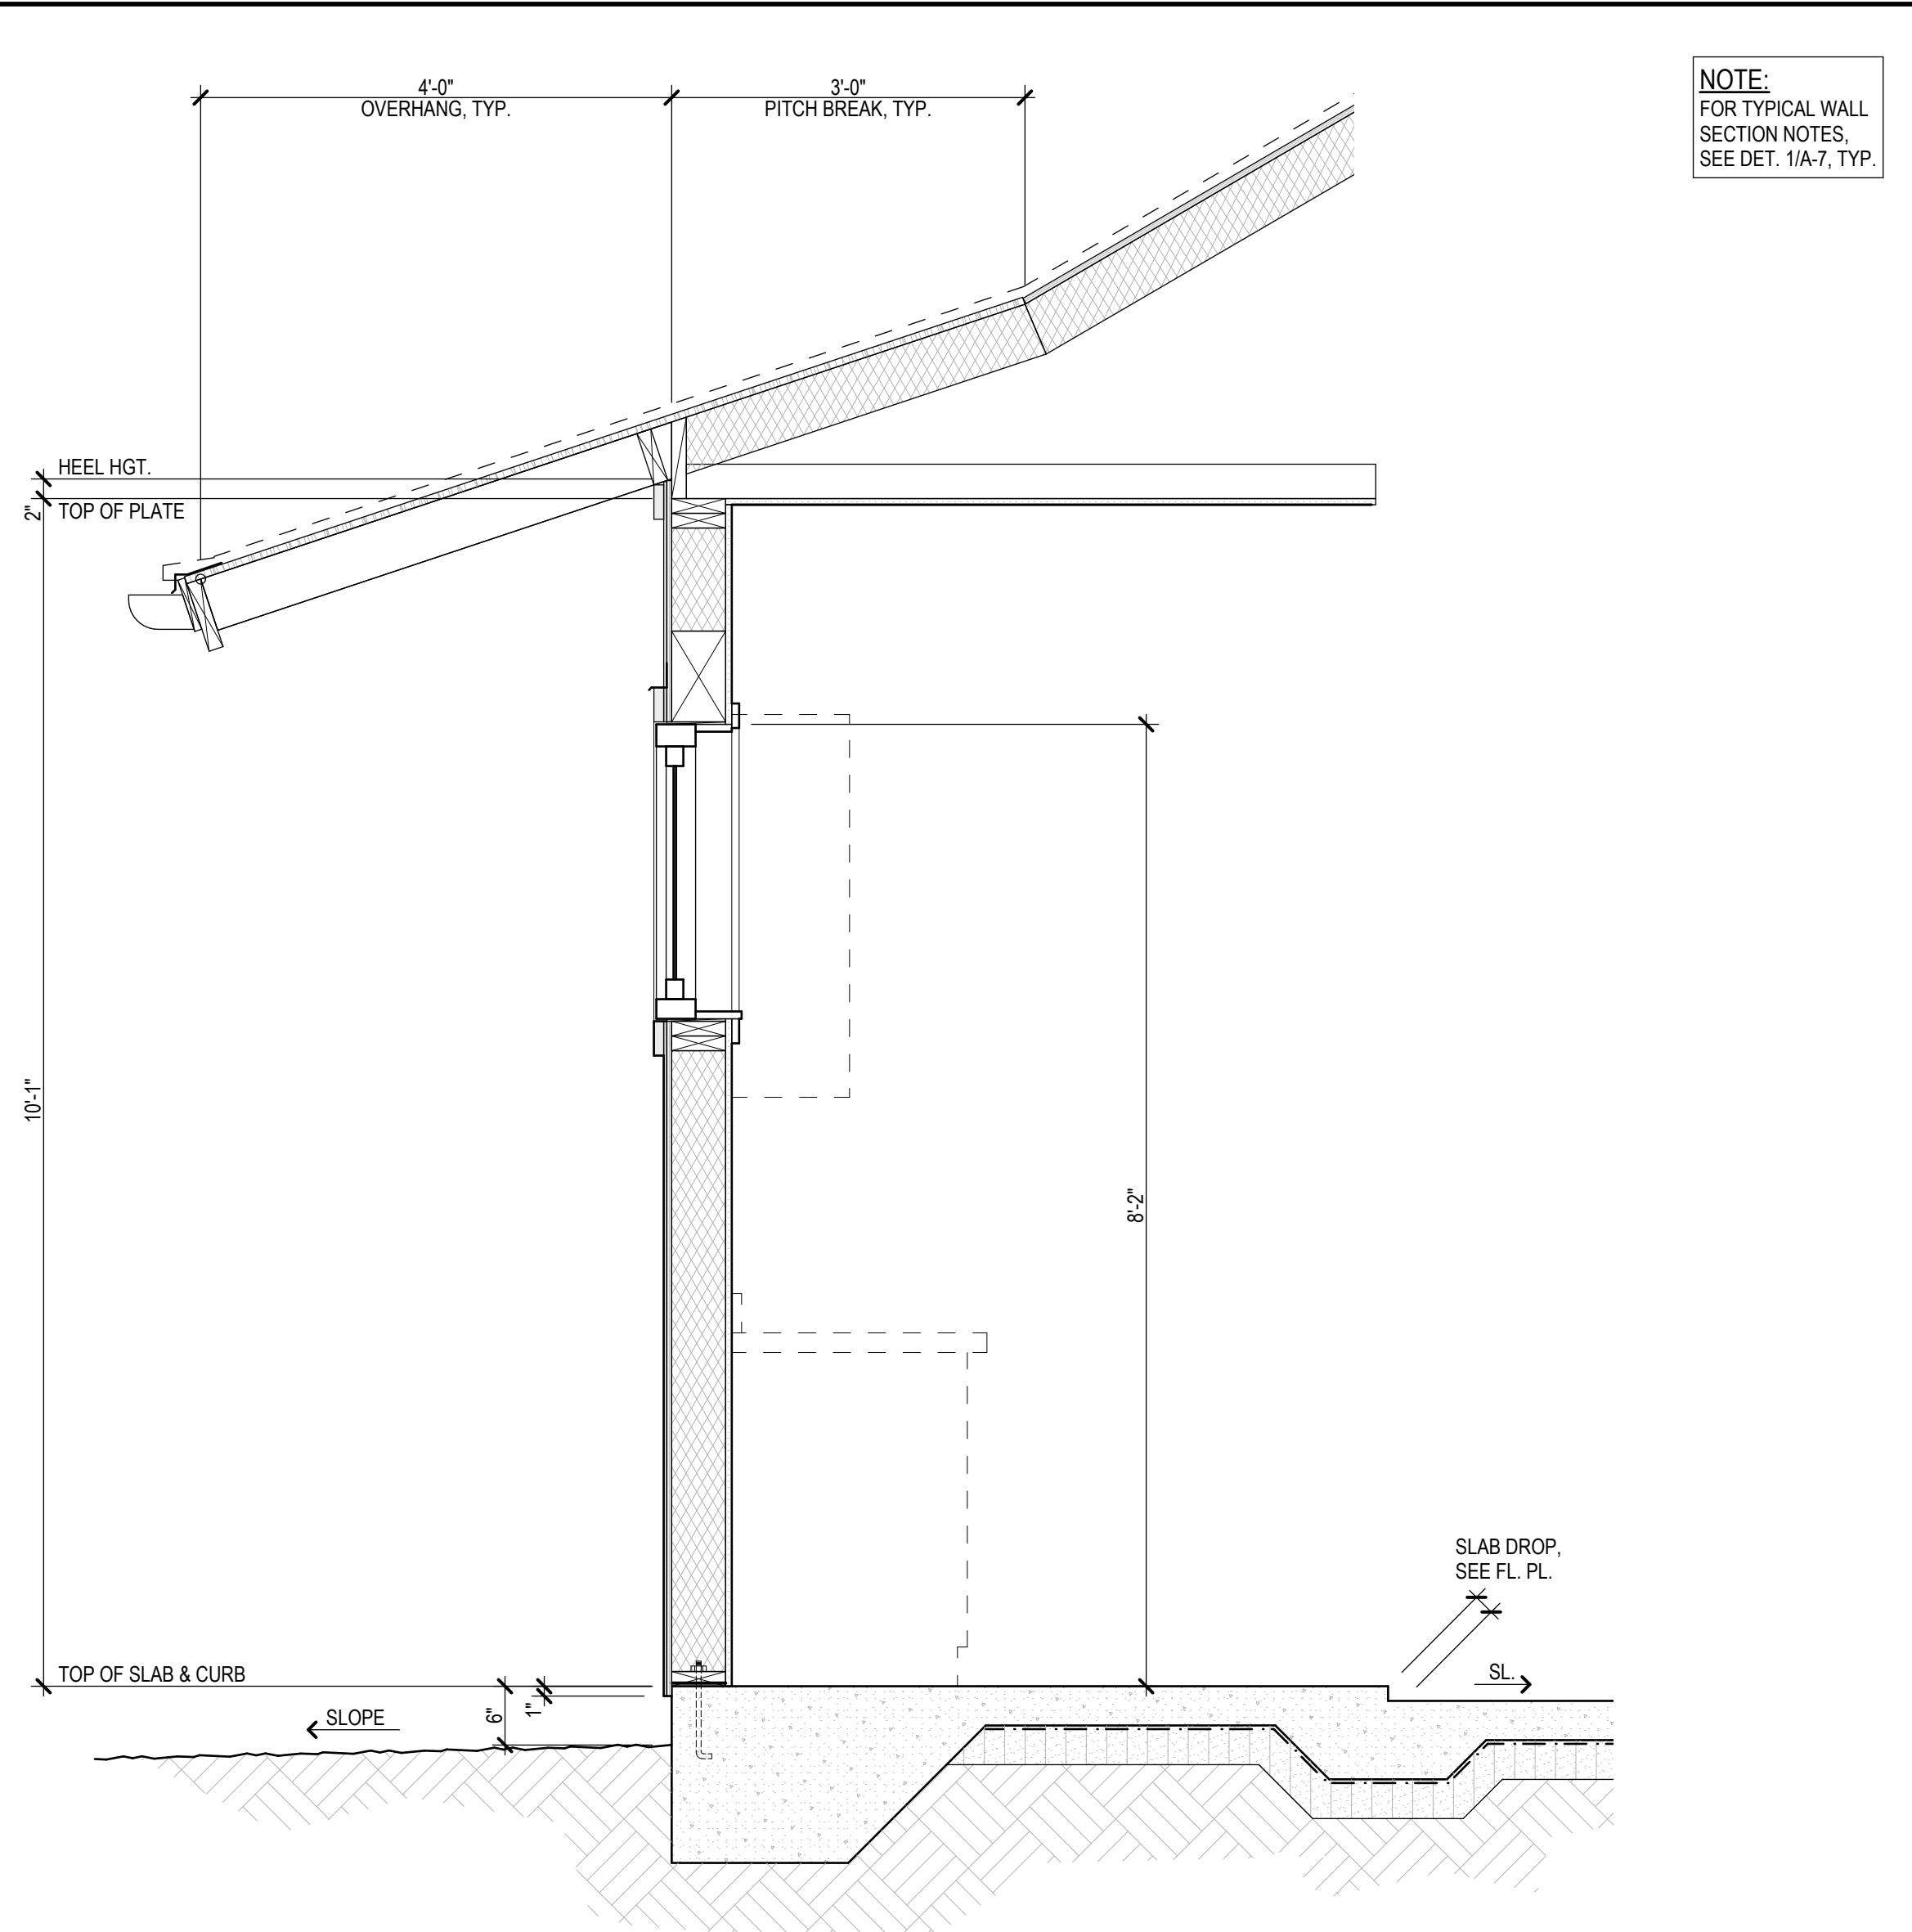 4'-0"
OVERHANG, TYP.
3'-0"
PITCH BREAK, TYP.
NOTE:
FOR TYPICAL WALL
SECTION NOTES,
SEE DET. 1/A-7, TYP.
HEEL HGT.
2"
TOP OF PLATE
10'-1"
8'-2"
SLAB DROP,
SEE FL. PL.
TOP OF SLAB & CURB
SL.
SLOPE
6"
1"